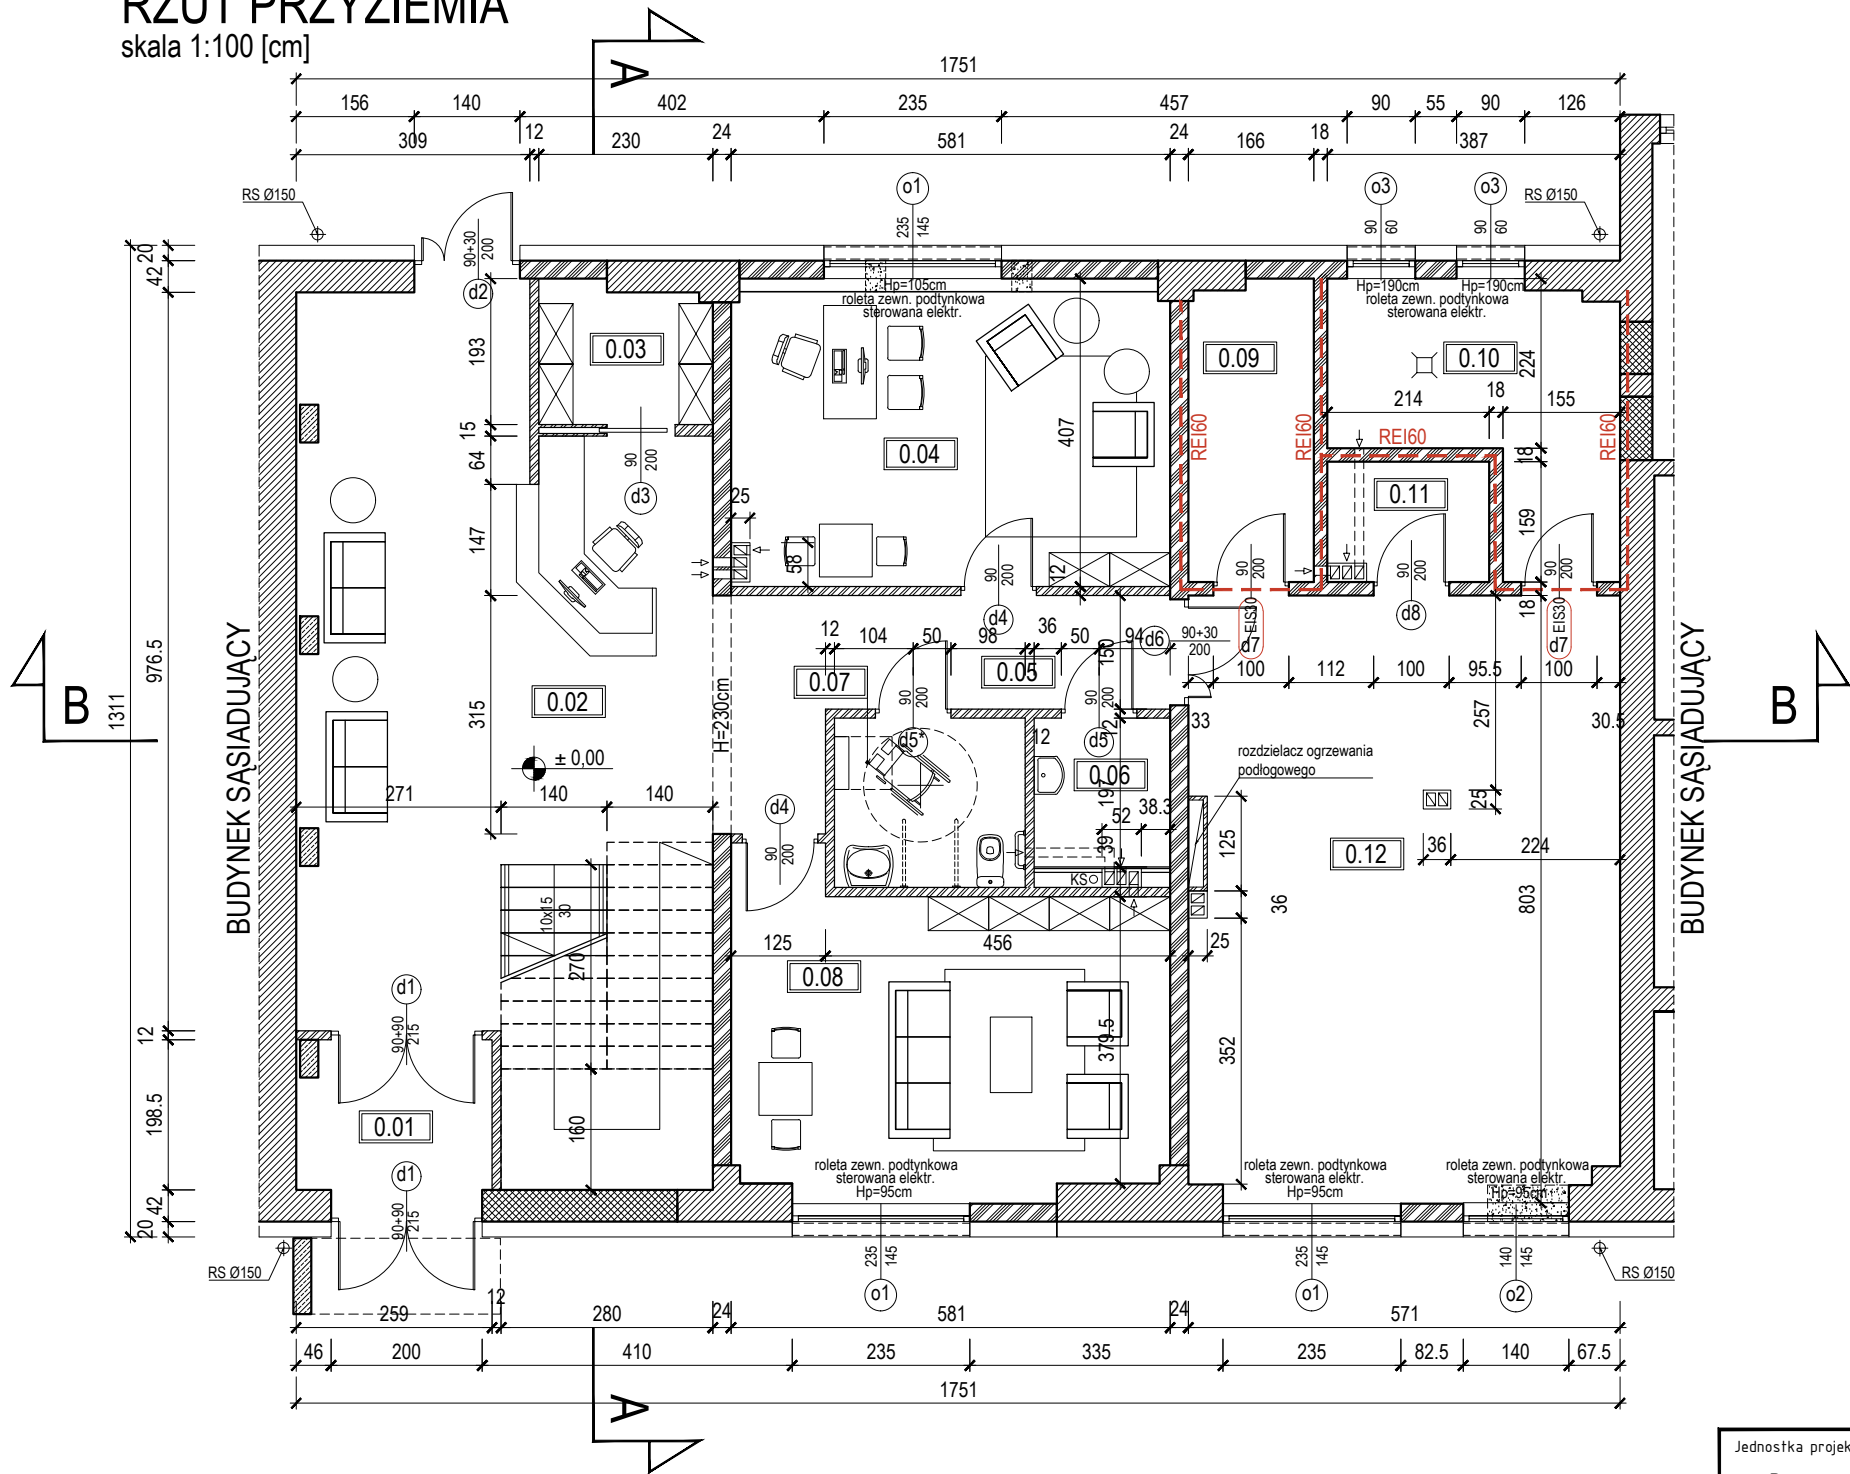 RZUT PRZYZIEMIA
skala 1:100 [cm]
A
1751
156 140 402 235 457 90 55 90 126
309 12 230 24 581 24 166 18 387
RS Ø150
o1
o3
o3
RS Ø150
235
145
90
60
90
60
90+30
200
d2
Hp=105cm
roleta zewn. podtynkowa
sterowana elektr.
Hp=190cm
Hp=190cm
roleta zewn. podtynkowa
sterowana elektr.
20
42
976.5
1311
12
198.5
42
20
193
15
64
147
315
0.03
0.04
0.09
0.10
0.11
224
214 18 155
REI60
REI60
REI60
REI60
18
159
18
407
25
58
12
90
200
d3
90
200
d4
90
200
EIS30
d7
90
200
d8
90
200
EIS30
d7
12 104 50 98 36 50 94
150
d6
90+30
200
100 112 100 95.5 100
33
30.5
257
0.07
0.05
0.02
± 0,00
H=230cm
90
200
d5*
90
200
d5
12
12
0.06
197
52 38.3
39
KS
rozdzielacz ogrzewania
podłogowego
25
36 224
0.12
125
36
803
271 140 140
d4
90
200
10x15
30
270
160
125 456 25
0.08
379.5
352
d1
90+90
215
0.01
d1
90+90
215
roleta zewn. podtynkowa
sterowana elektr.
Hp=95cm
roleta zewn. podtynkowa
sterowana elektr.
Hp=95cm
roleta zewn. podtynkowa
sterowana elektr.
Hp=95cm
BUDYNEK SĄSIADUJĄCY
BUDYNEK SĄSIADUJĄCY
B
B
RS Ø150
235
145
o1
235
145
o1
140
145
o2
RS Ø150
259 12 280 24 581 24 571
46 200 410 235 335 235 82.5 140 67.5
1751
A
Jednostka projek